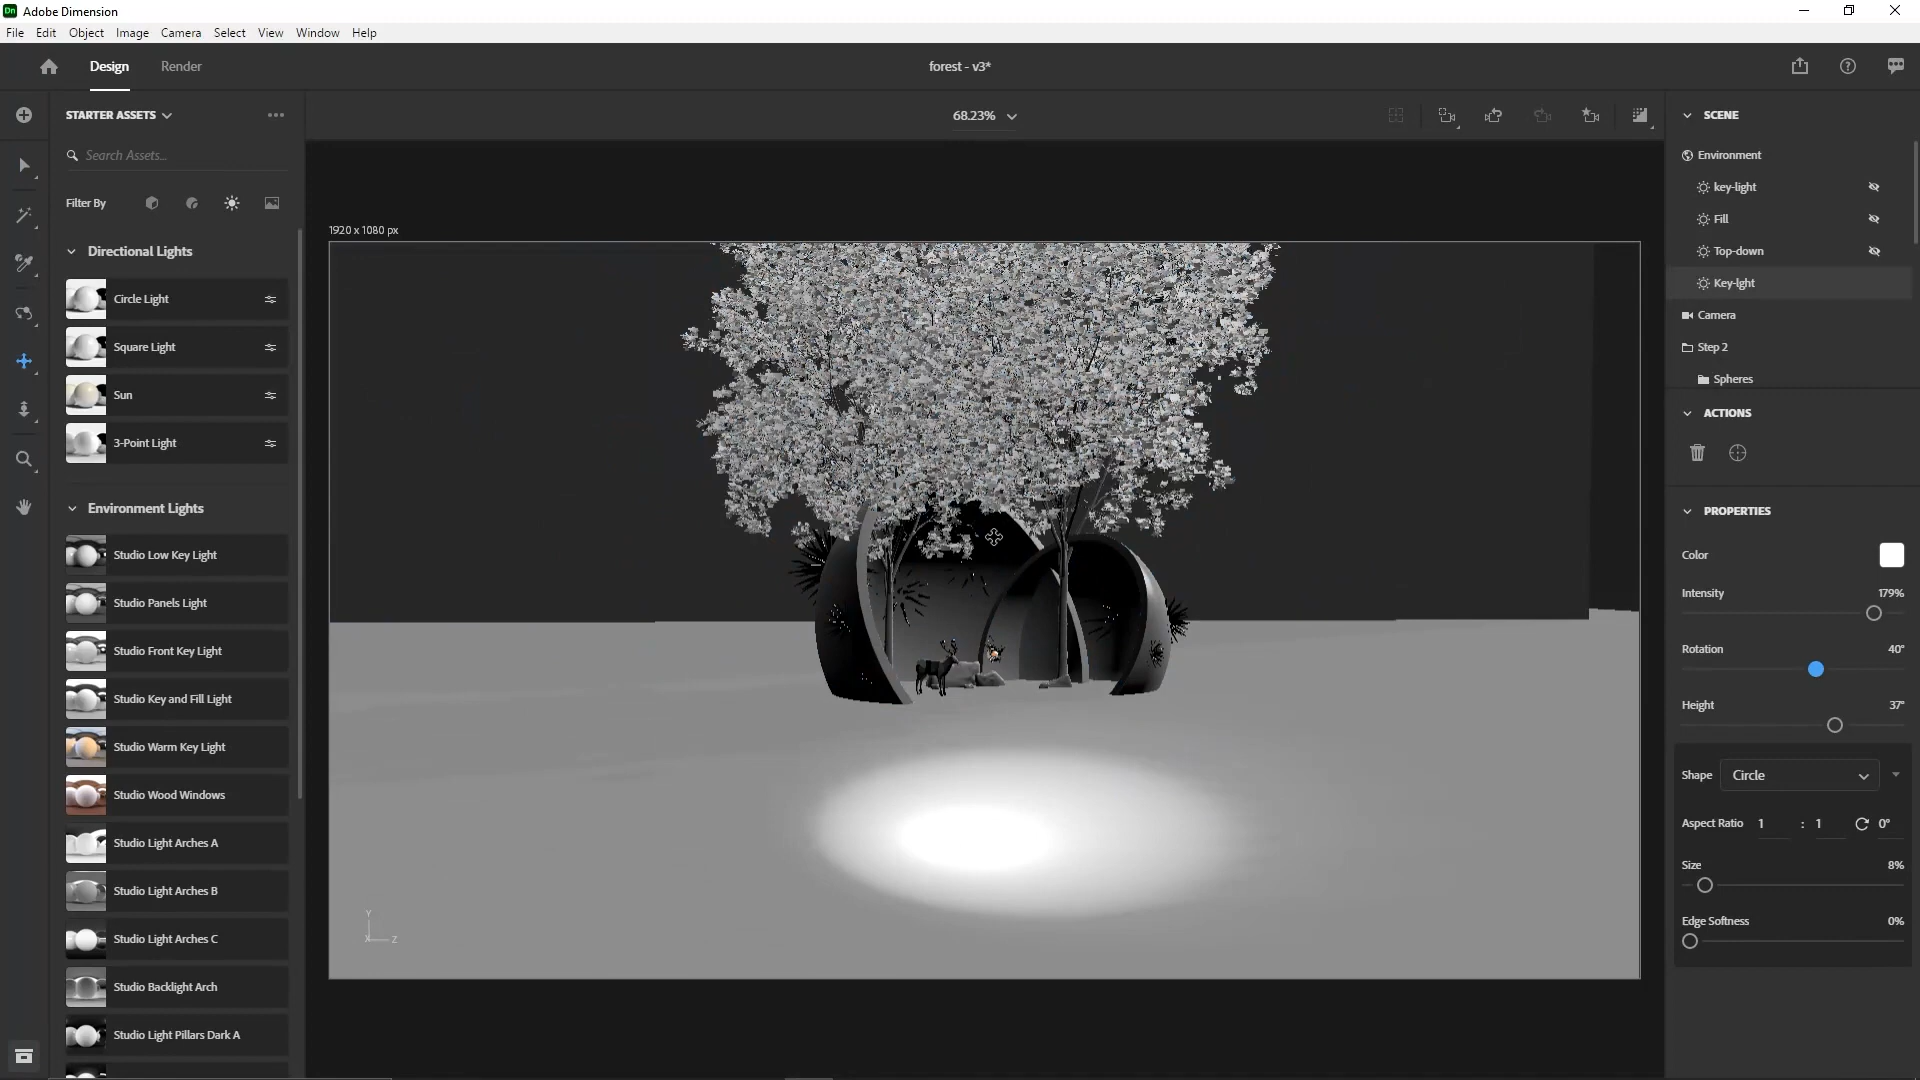 Dn Adobe Dimension
File Edit Object Image Camera Select View Window Help
Design Render forest - v3*
STARTER ASSETS
68.23%
Search Assets...
Filter By
Directional Lights
Circle Light
Square Light
Sun
3-Point Light
Environment Lights
Studio Low Key Light
Studio Panels Light
Studio Front Key Light
Studio Key and Fill Light
Studio Warm Key Light
Studio Wood Windows
Studio Light Arches A
Studio Light Arches B
Studio Light Arches C
Studio Backlight Arch
Studio Light Pillars Dark A
1920 x 1080 px
Y
X Z
SCENE
Environment
key-light
Fill
Top-down
Key-lght
Camera
Step 2
Spheres
ACTIONS
PROPERTIES
Color
Intensity 179%
Rotation 40°
Height 37°
Shape Circle
Aspect Ratio 1 : 1 0°
Size 8%
Edge Softness 0%